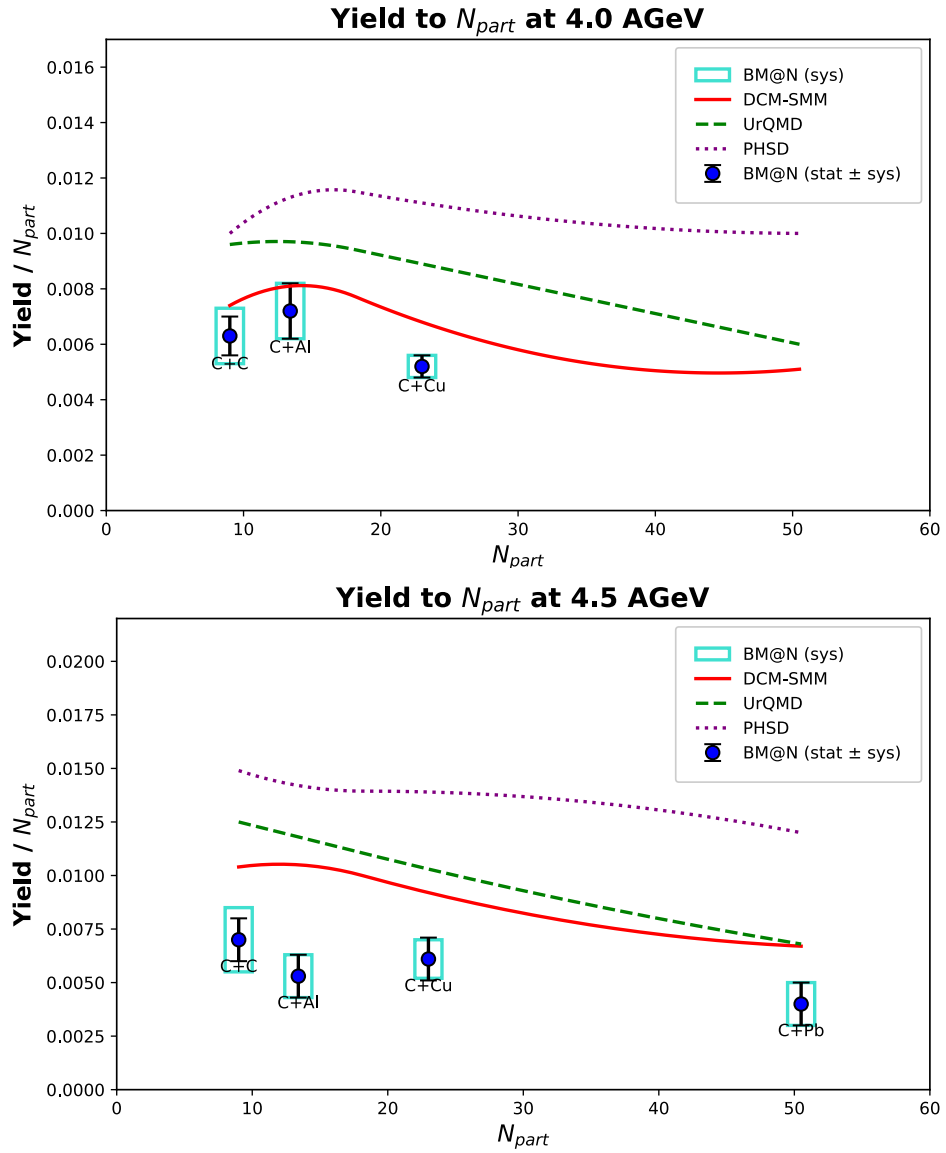 Yield to N_part at 4.0 AGeV
0.016
0.014
0.012
0.010
0.008
0.006
0.004
0.002
0.000
Yield / N_part
BM@N (sys)
DCM-SMM
UrQMD
PHSD
BM@N (stat ± sys)
C+C
C+Al
C+Cu
0
10
20
30
40
50
60
N_part
Yield to N_part at 4.5 AGeV
0.0200
0.0175
0.0150
0.0125
0.0100
0.0075
0.0050
0.0025
0.0000
Yield / N_part
BM@N (sys)
DCM-SMM
UrQMD
PHSD
BM@N (stat ± sys)
C+C
C+Al
C+Cu
C+Pb
0
10
20
30
40
50
60
N_part